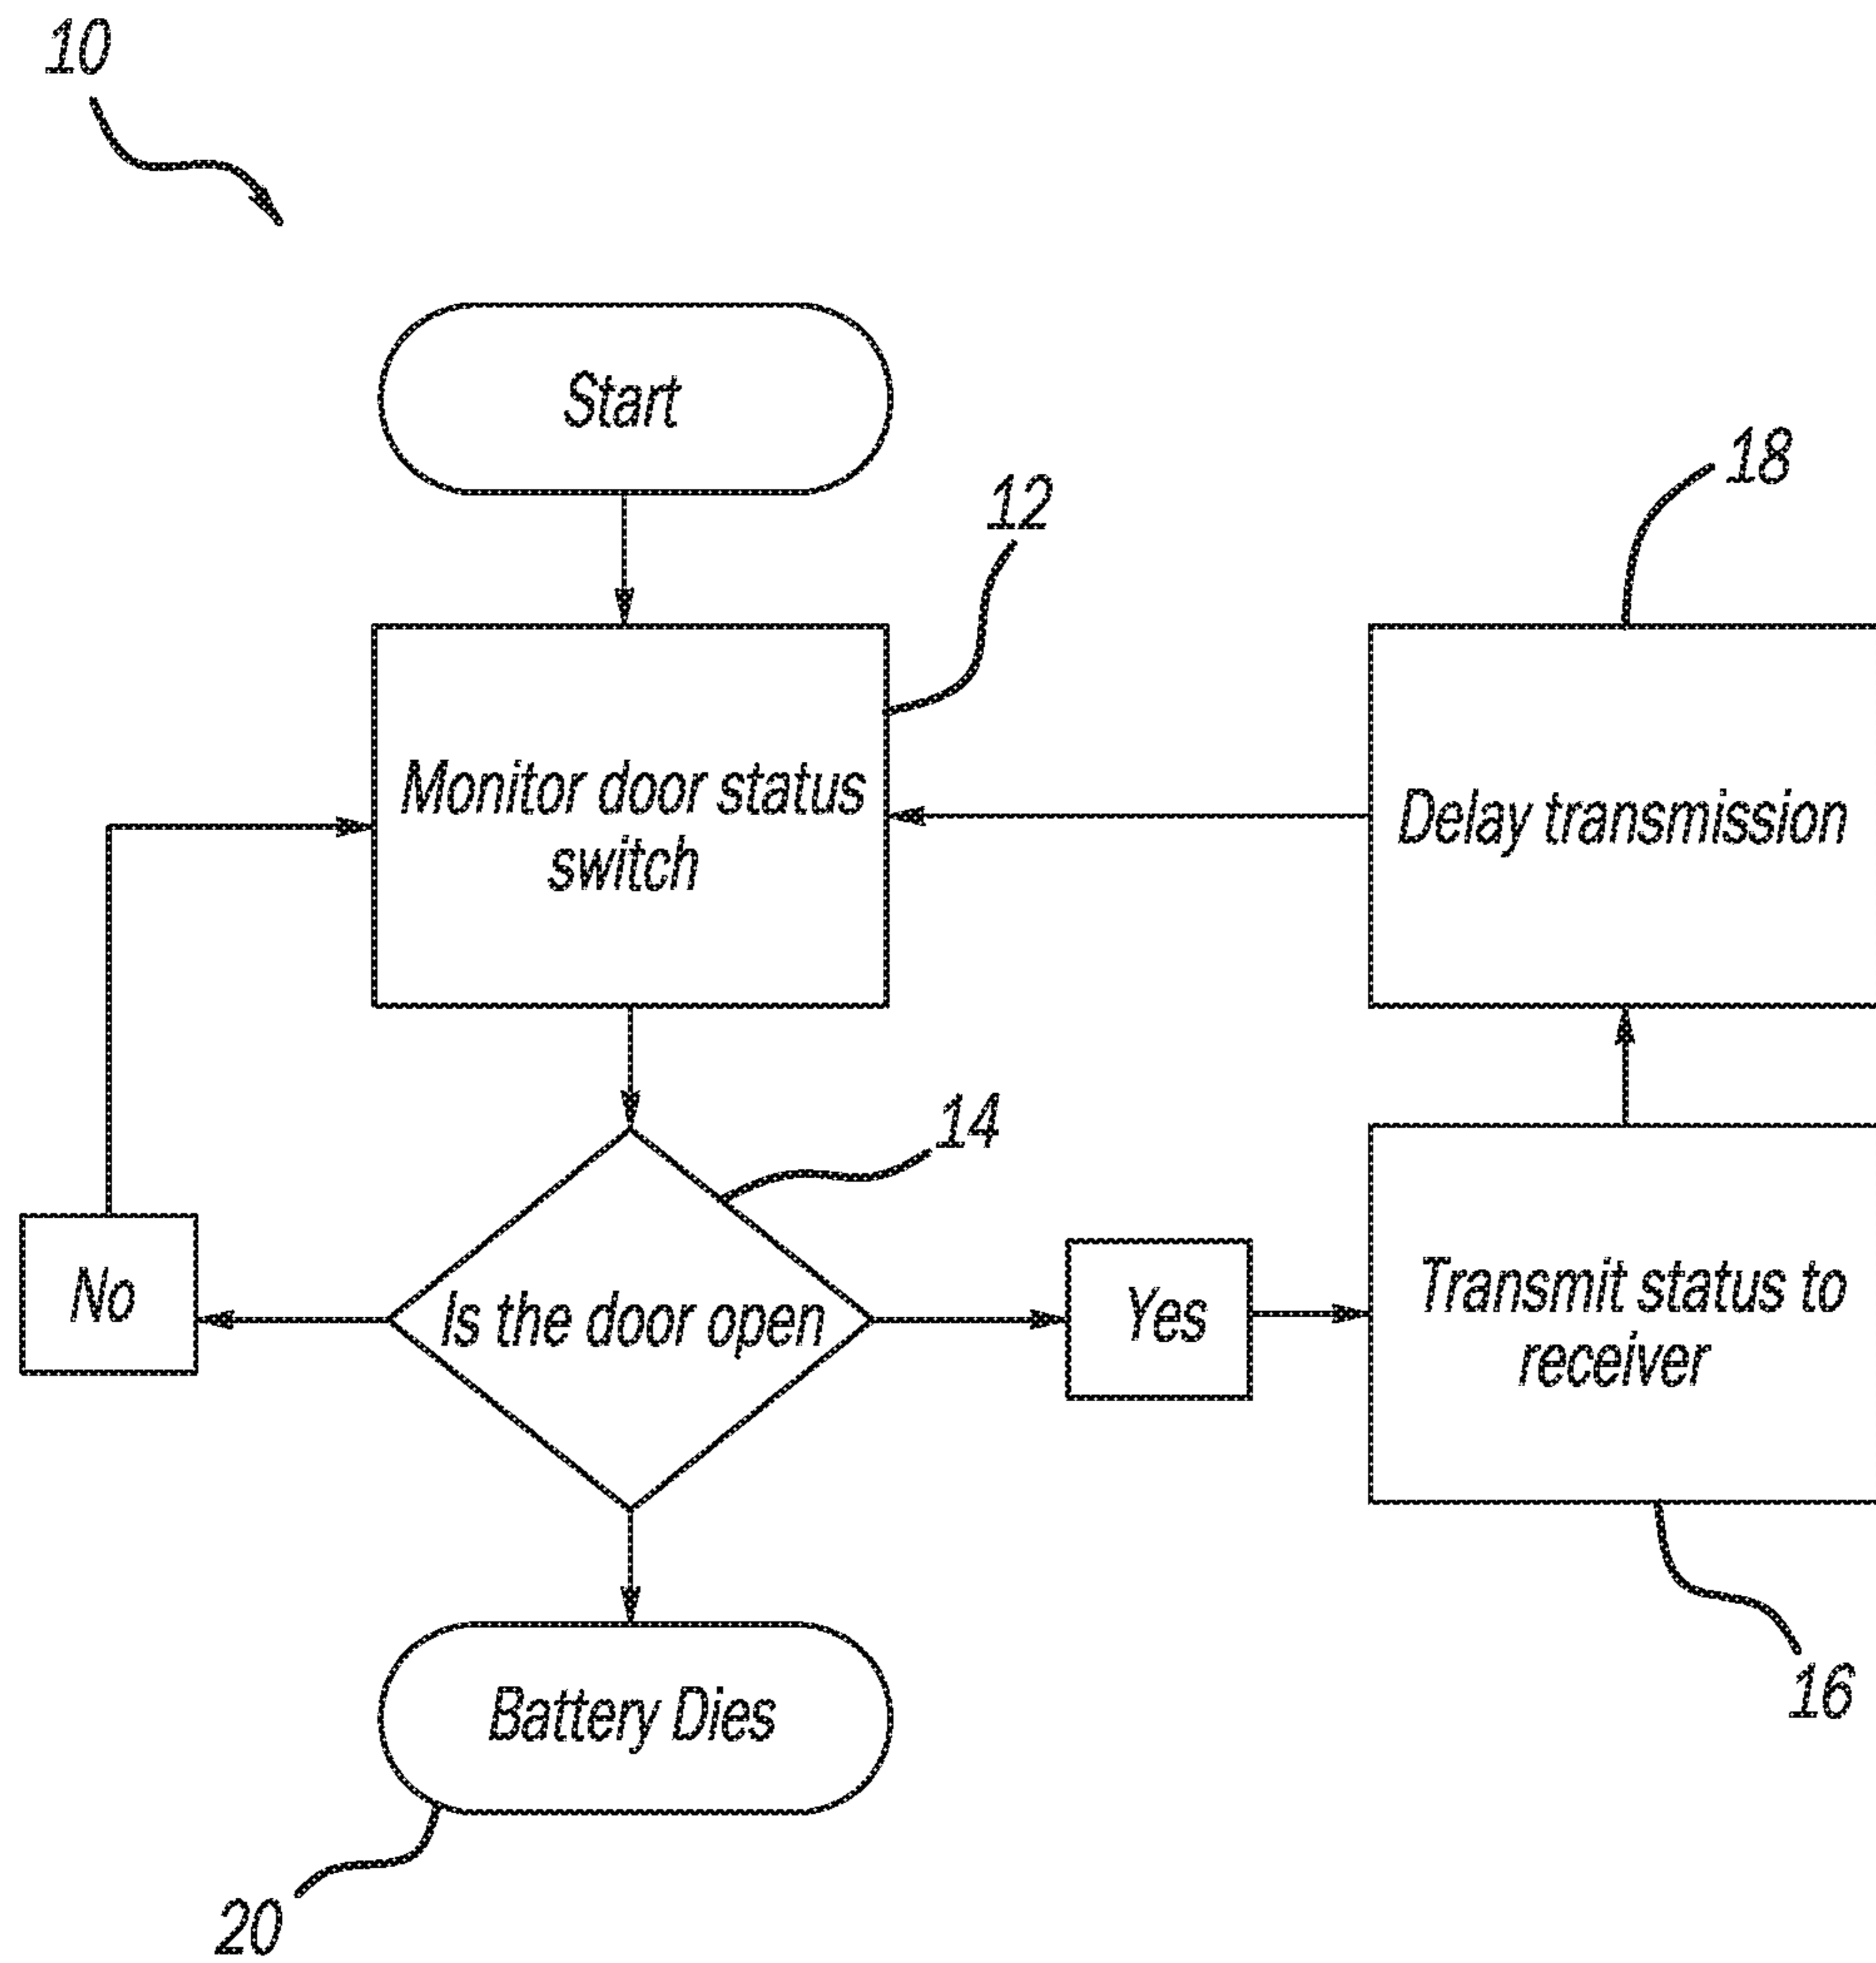 10
Start
12
18
Monitor door status
switch
Delay transmission
14
No
Is the door open
Yes
Transmit status to
receiver
Battery Dies
16
20